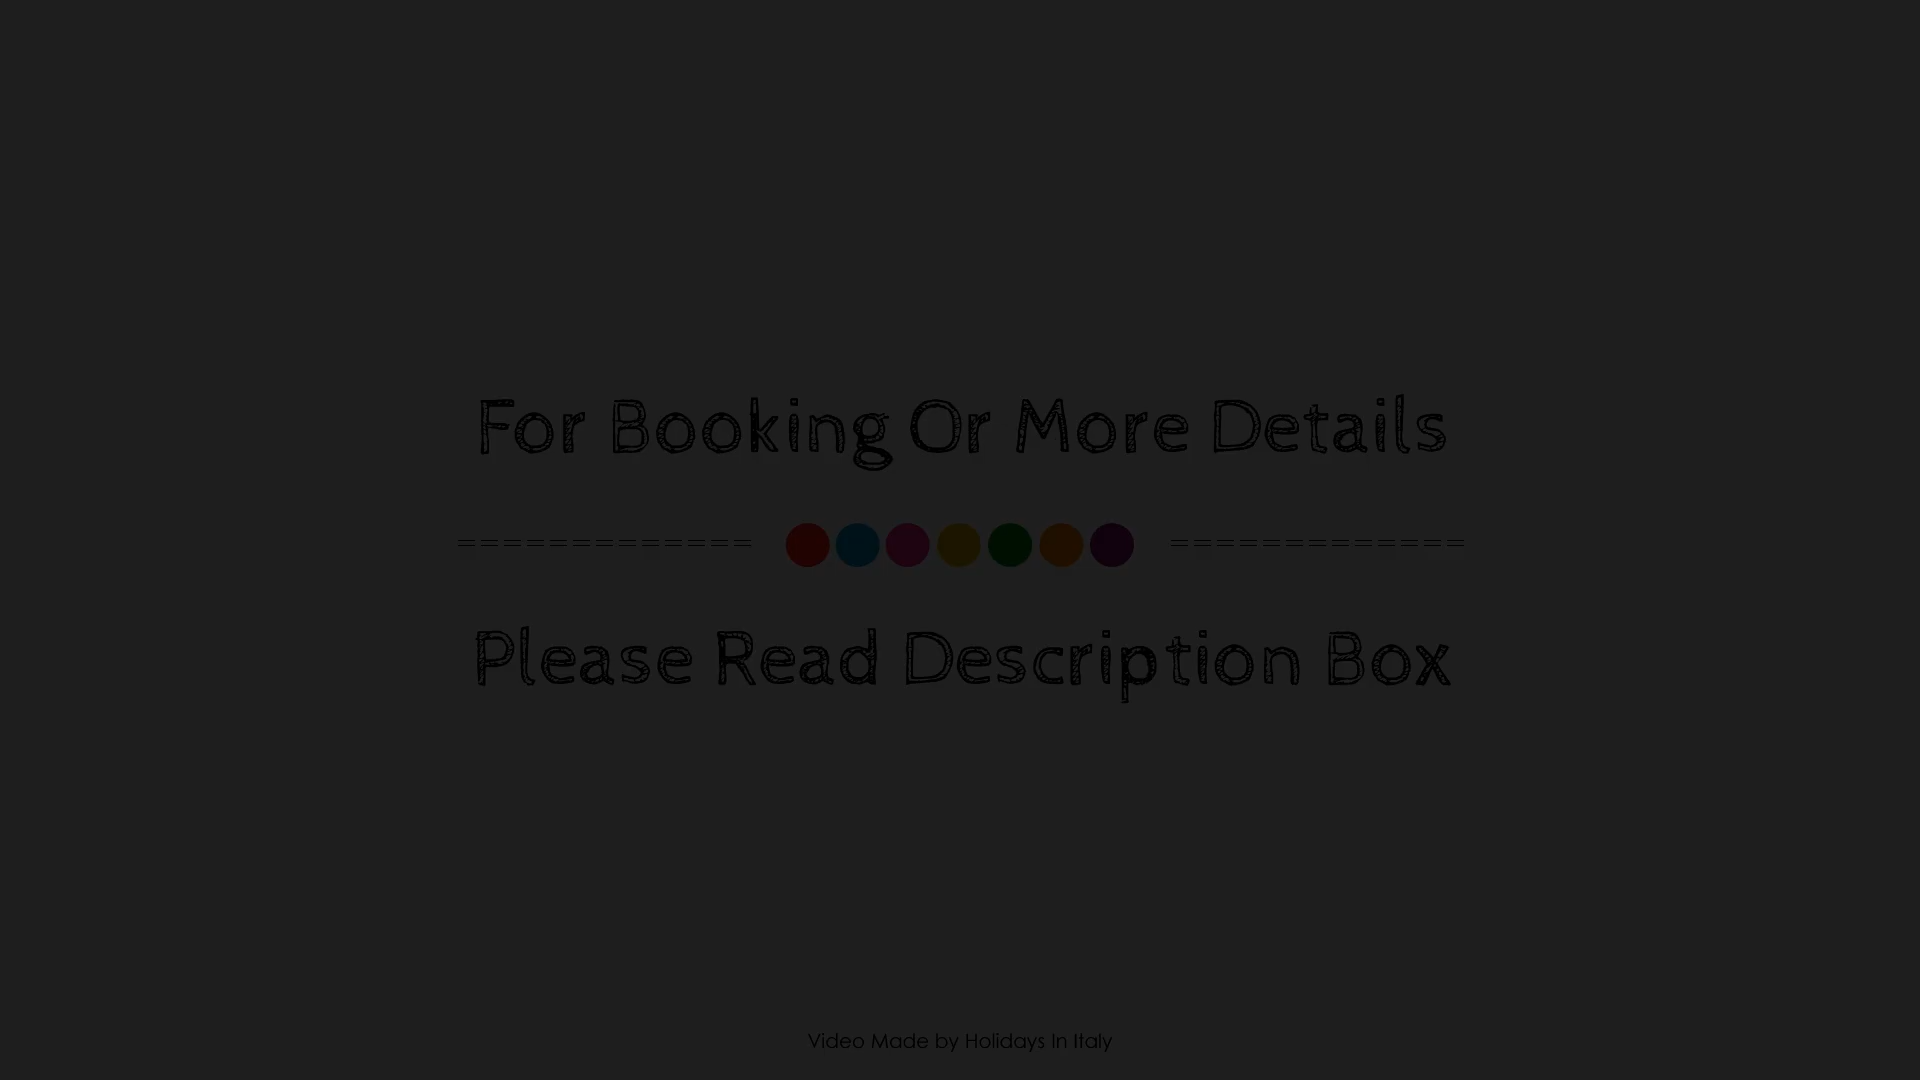 For Booking Or More Details
============= =============
Please Read Description Box
Video Made by Holidays In Italy